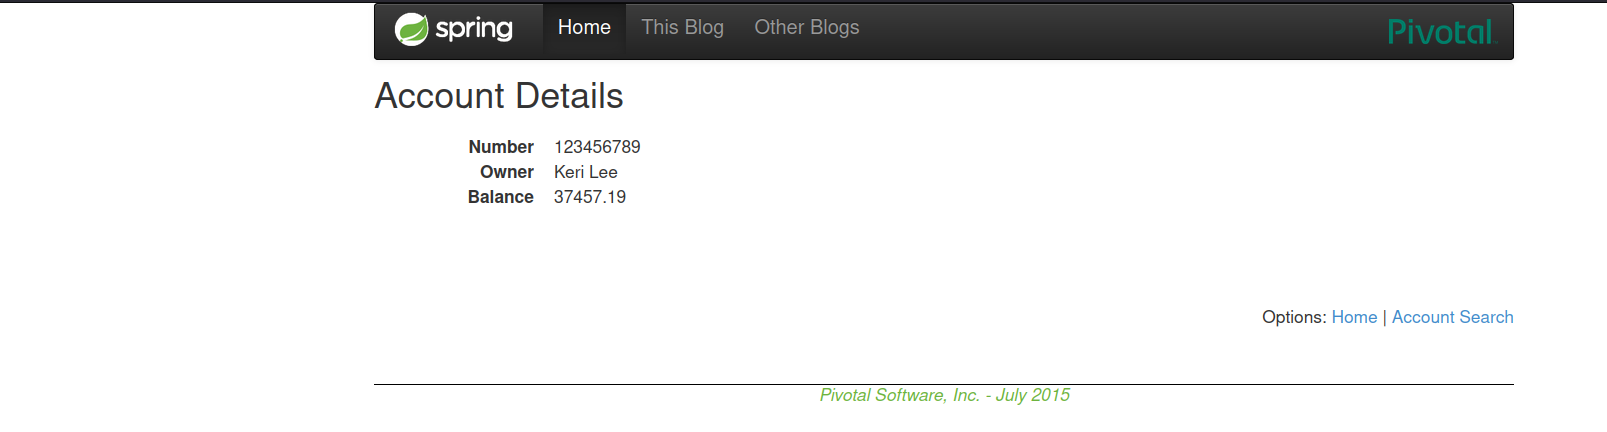 spring Home This Blog Other Blogs Pivotal
Account Details
Number 123456789
Owner Keri Lee
Balance 37457.19
Options: Home | Account Search
Pivotal Software, Inc. - July 2015